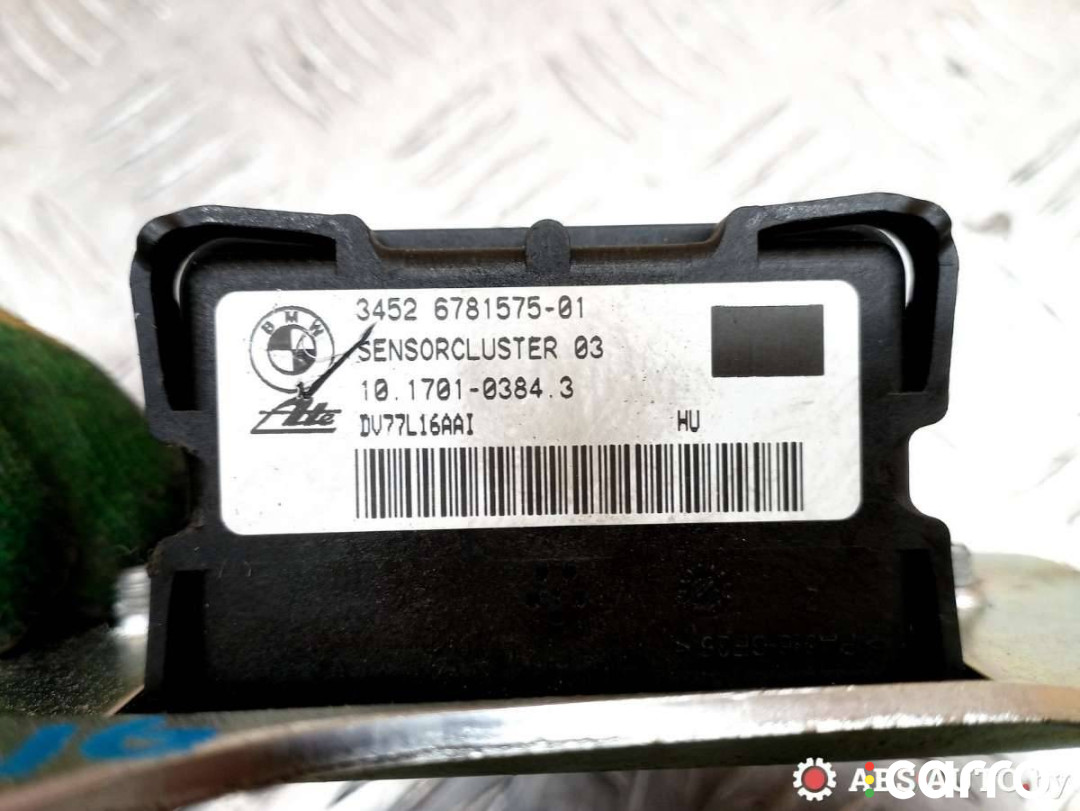 BMW
3452 6781575-01
SENSORCLUSTER 03
10.1701-0384.3
Ate
DV77L16AAI HU